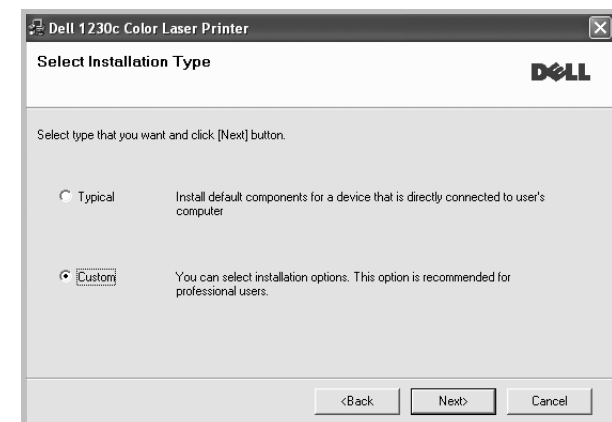 Dell 1230c Color Laser Printer
Select Installation Type
DELL
Select type that you want and click [Next] button.
Typical
Install default components for a device that is directly connected to user's
computer
Custom
You can select installation options. This option is recommended for
professional users.
<Back
Next>
Cancel